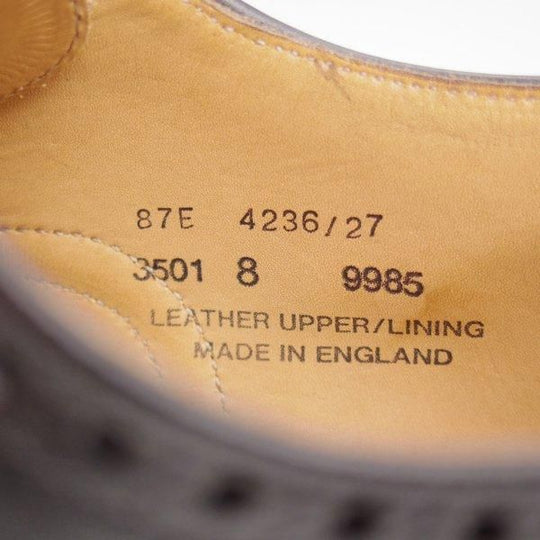 87E 4236/27
3501 8 9985
LEATHER UPPER/LINING
MADE IN ENGLAND